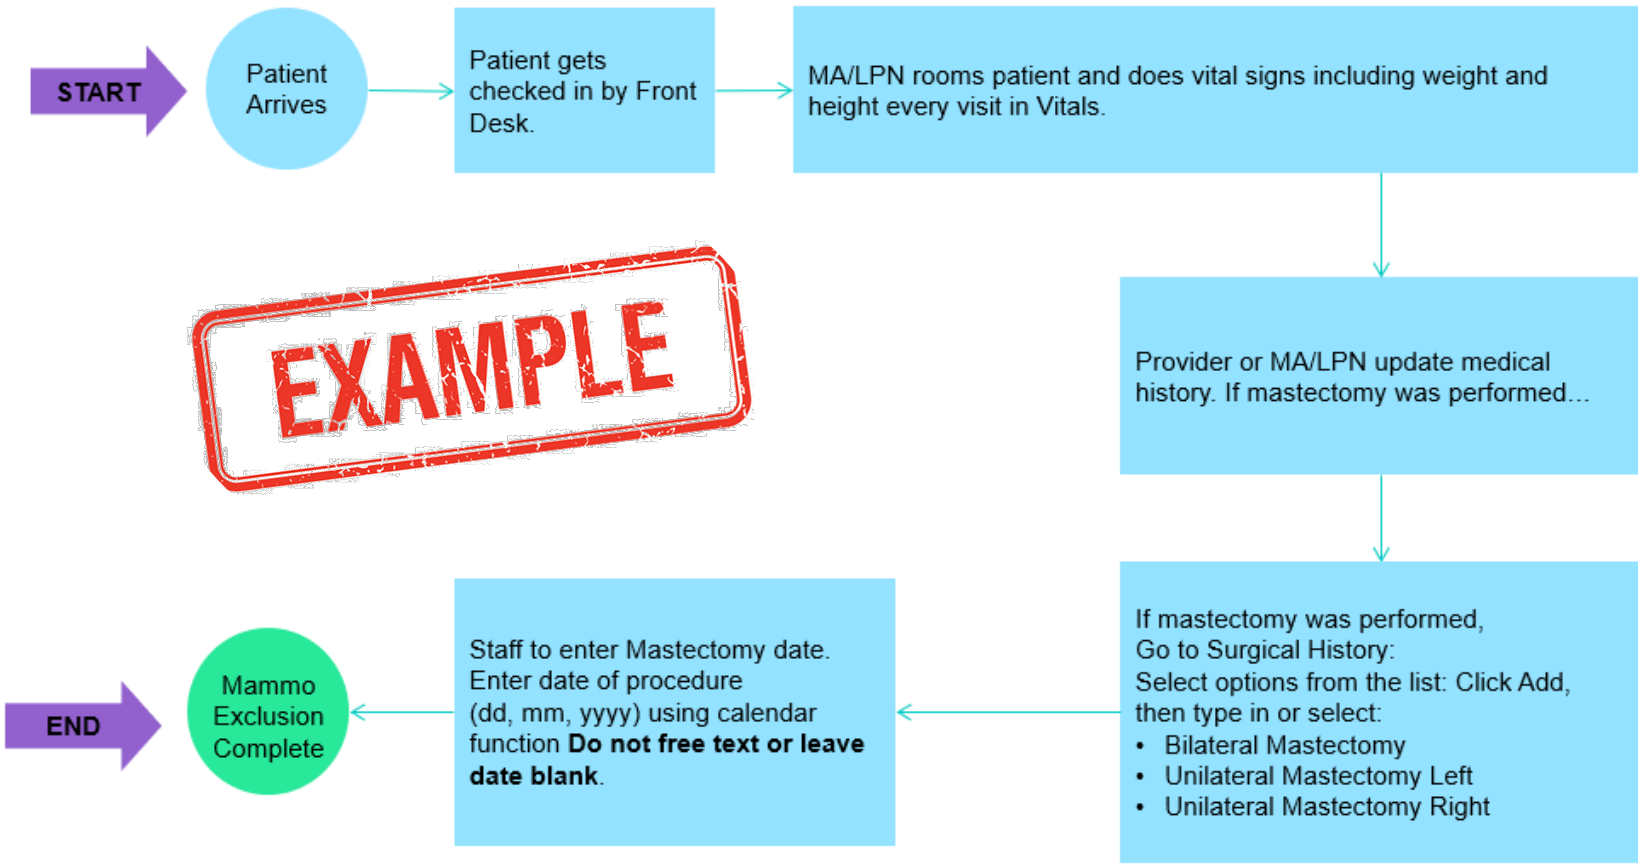 START
Patient
Arrives
Patient gets
checked in by Front
Desk.
MA/LPN rooms patient and does vital signs including weight and
height every visit in Vitals.
EXAMPLE
Provider or MA/LPN update medical
history. If mastectomy was performed…
If mastectomy was performed,
Go to Surgical History:
Select options from the list: Click Add,
then type in or select:
• Bilateral Mastectomy
• Unilateral Mastectomy Left
• Unilateral Mastectomy Right
Staff to enter Mastectomy date.
Enter date of procedure
(dd, mm, yyyy) using calendar
function Do not free text or leave
date blank.
Mammo
Exclusion
Complete
END